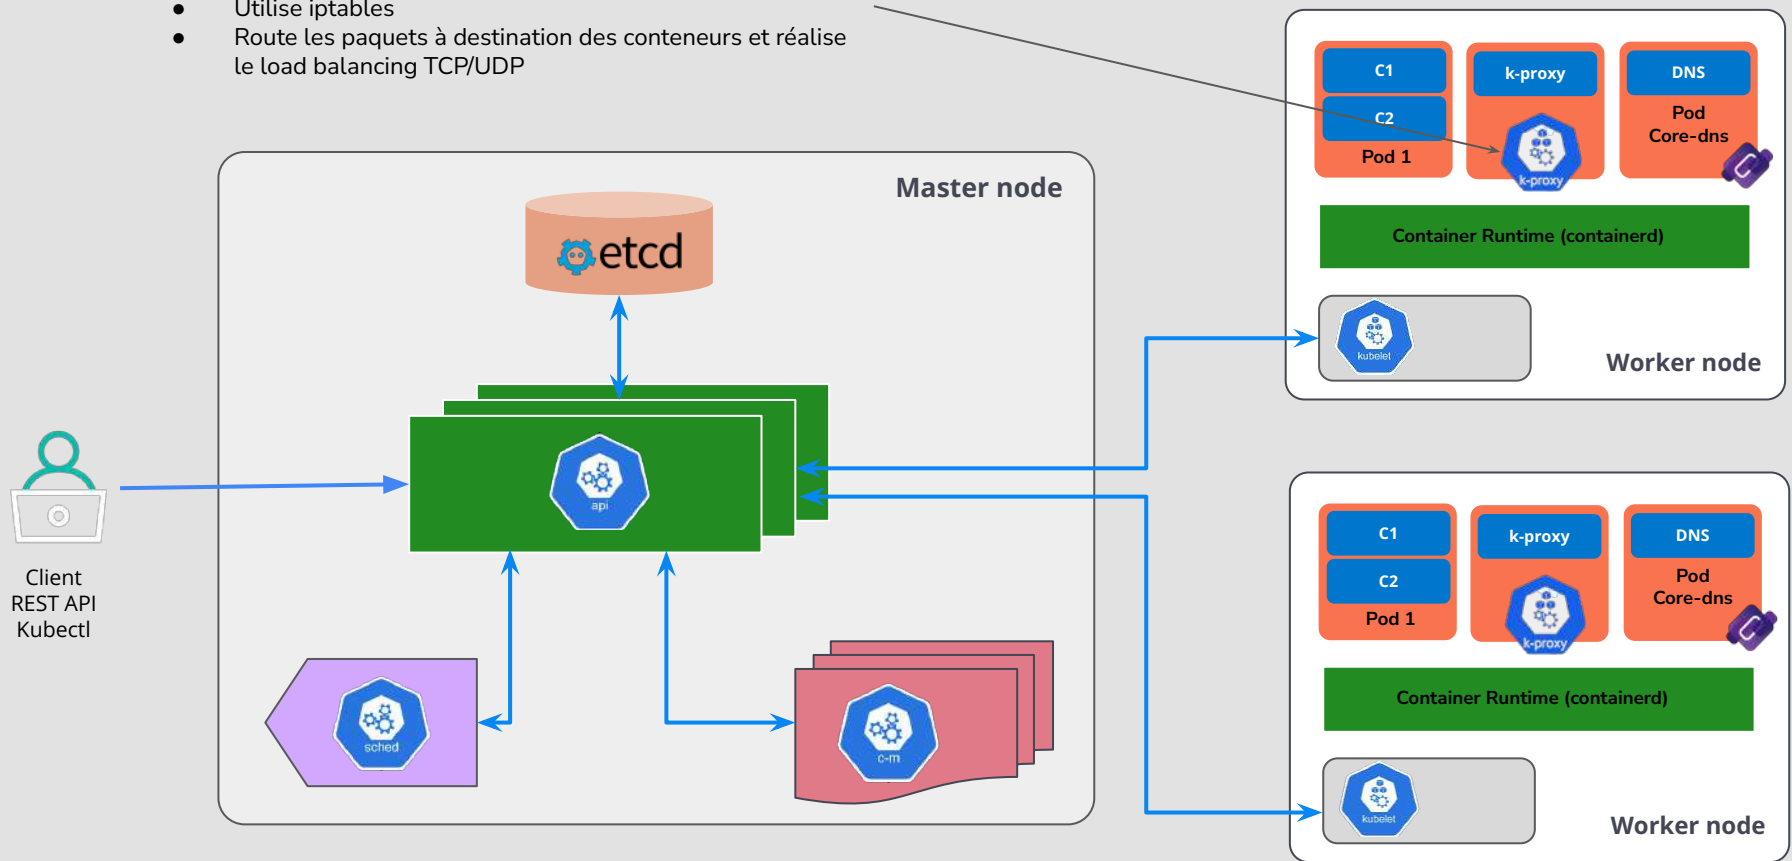 ● Utilise iptables
● Route les paquets à destination des conteneurs et réalise
le load balancing TCP/UDP
Master node
etcd
api
sched
c-m
Client
REST API
Kubectl
C1
C2
Pod 1
k-proxy
k-proxy
DNS
Pod
Core-dns
Container Runtime (containerd)
kubelet
Worker node
C1
C2
Pod 1
k-proxy
k-proxy
DNS
Pod
Core-dns
Container Runtime (containerd)
kubelet
Worker node